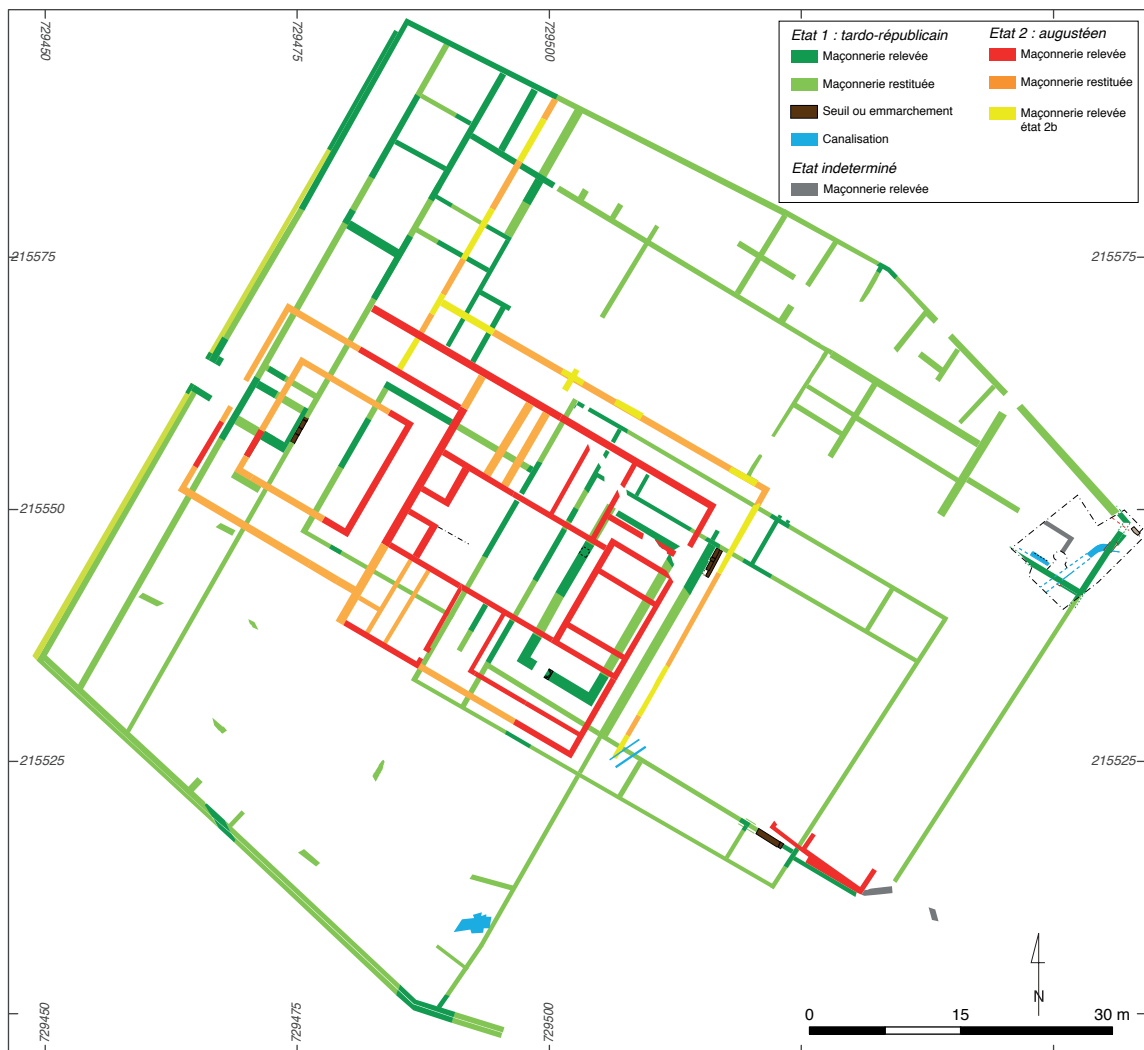 729450
729475
729500
Etat 1 : tardo-républicain
Maçonnerie relevée
Maçonnerie restituée
Seuil ou emmarchement
Canalisation
Etat indeterminé
Maçonnerie relevée
Etat 2 : augustéen
Maçonnerie relevée
Maçonnerie restituée
Maçonnerie relevée
état 2b
215575
215575
215550
215550
215525
215525
N
0 15 30 m
729450
729475
729500